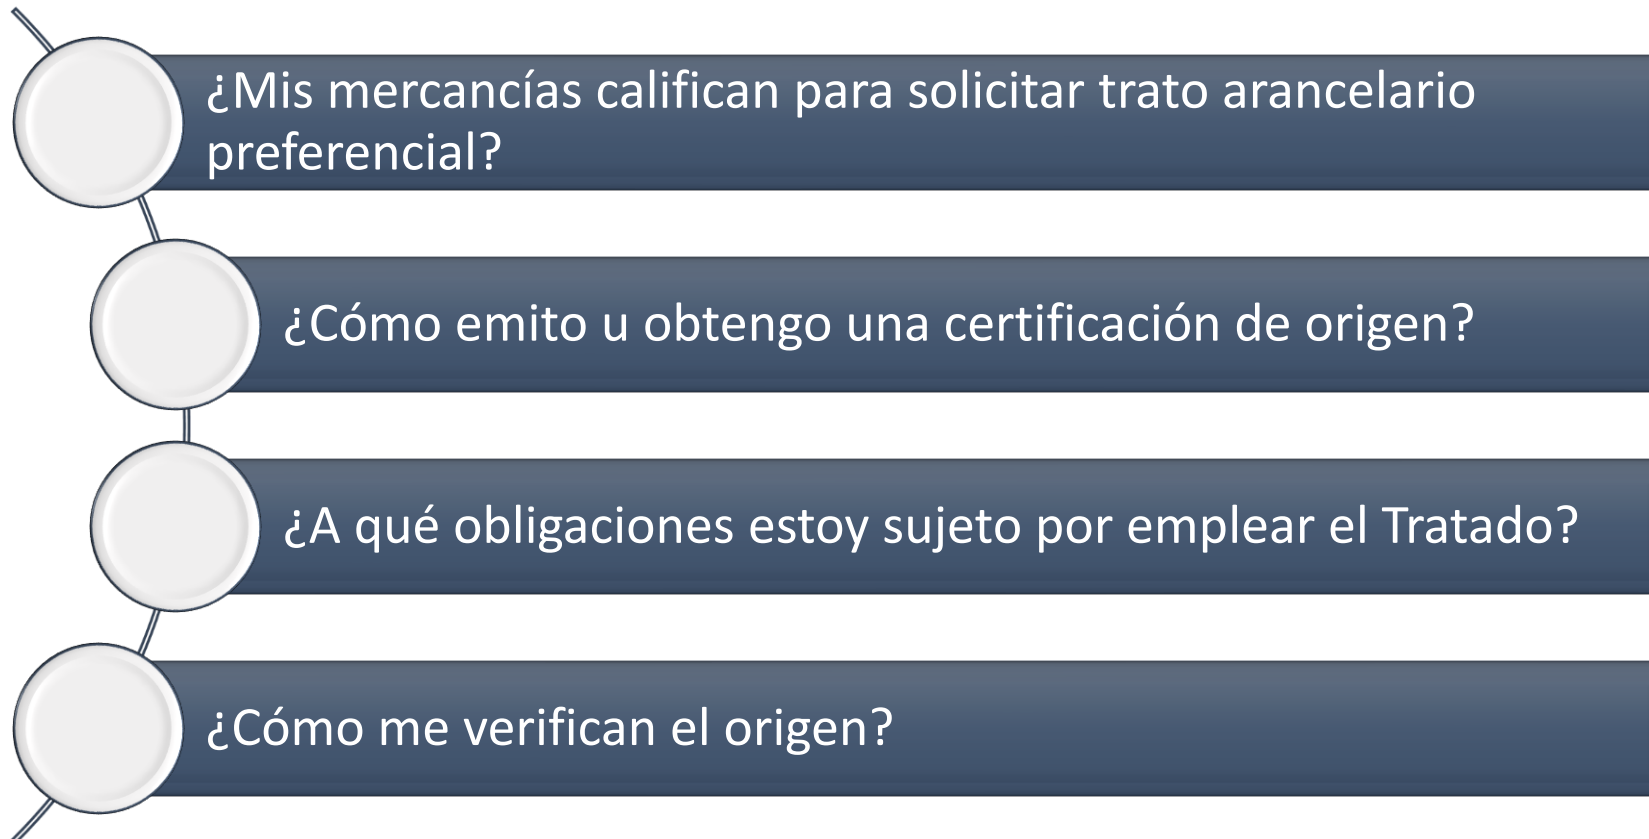 ¿Mis mercancías califican para solicitar trato arancelario
preferencial?
¿Cómo emito u obtengo una certificación de origen?
¿A qué obligaciones estoy sujeto por emplear el Tratado?
¿Cómo me verifican el origen?